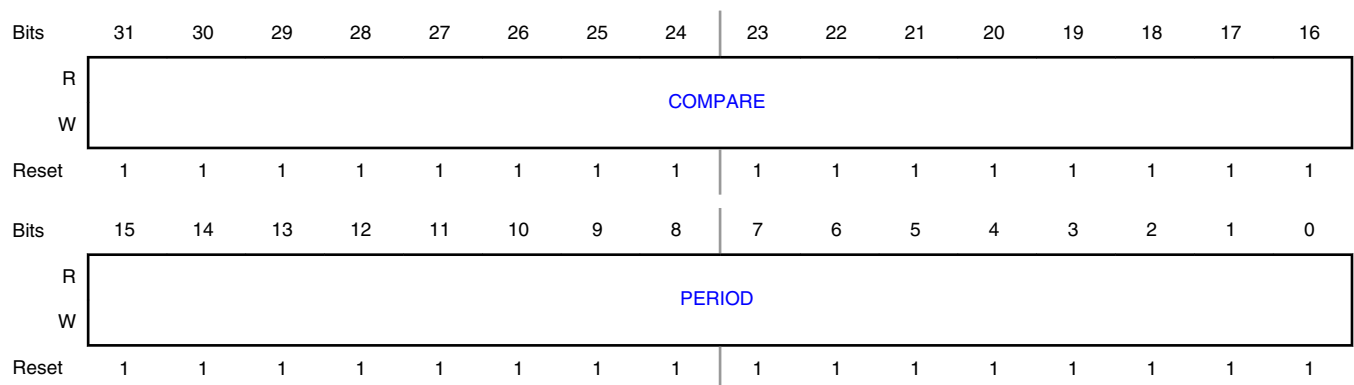 Bits 31 30 29 28 27 26 25 24 23 22 21 20 19 18 17 16
R
COMPARE
W
Reset 1 1 1 1 1 1 1 1 1 1 1 1 1 1 1 1
Bits 15 14 13 12 11 10 9 8 7 6 5 4 3 2 1 0
R
PERIOD
W
Reset 1 1 1 1 1 1 1 1 1 1 1 1 1 1 1 1